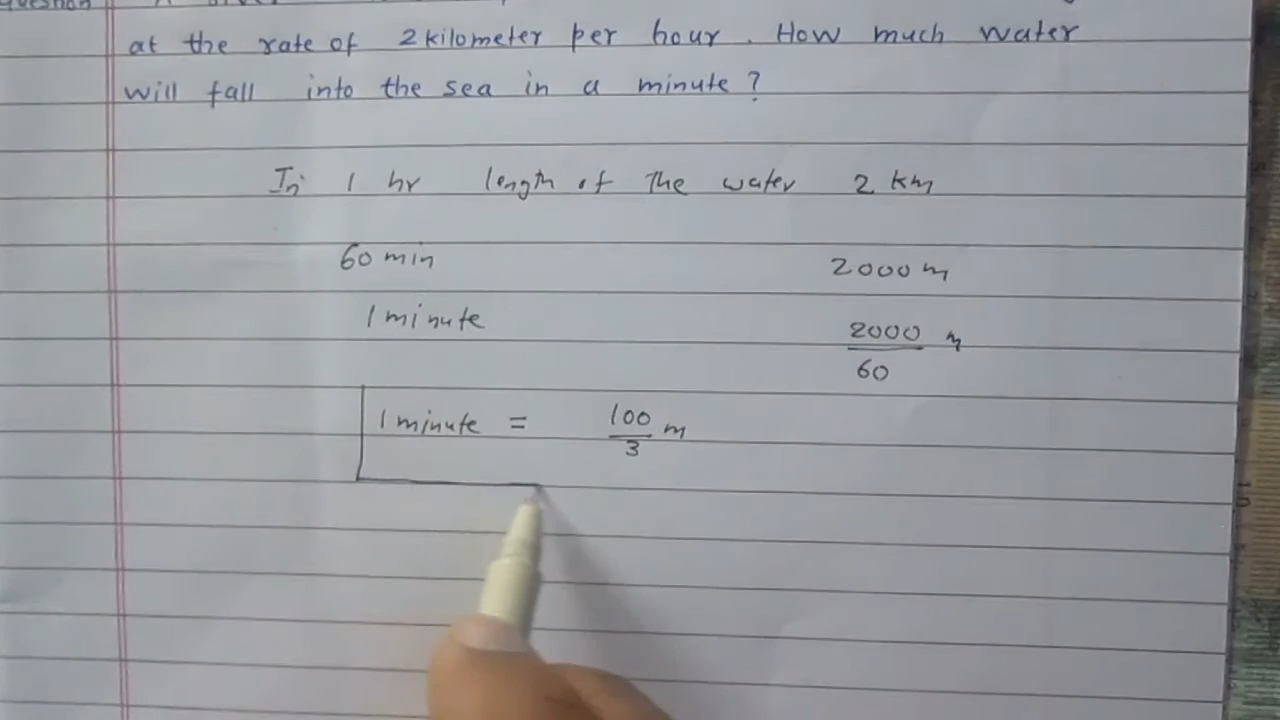 Question
at the rate of 2 kilometer per hour. How much water
will fall into the sea in a minute?
In 1 hr length of the water 2 km
60 min 2000 m
1 minute 2000/60 m
1 minute = 100/3 m